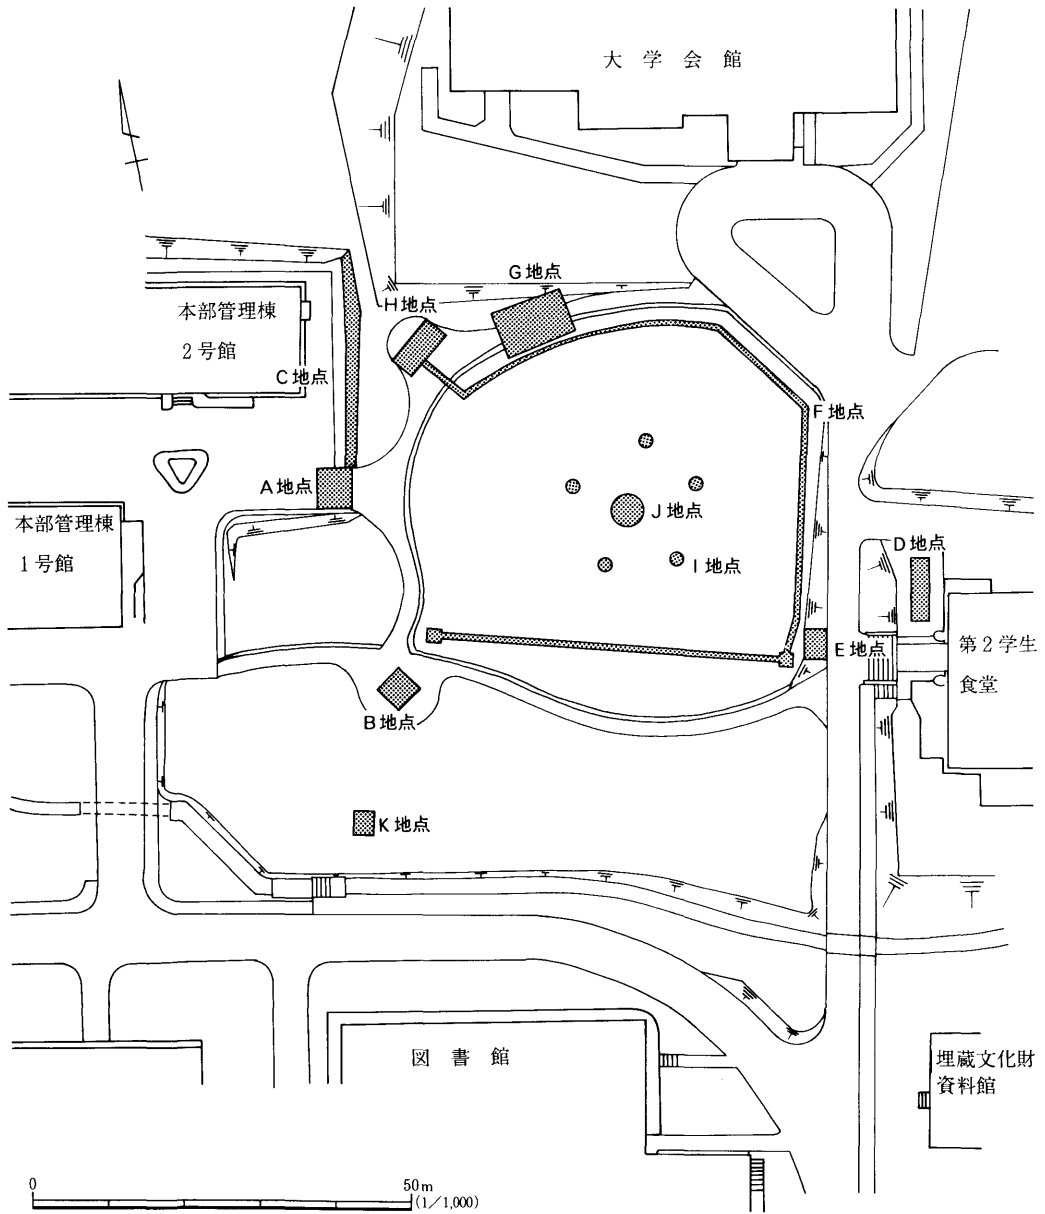 大学会館
G地点
H地点
本部管理棟
2号館
C地点
F地点
A地点
J地点
本部管理棟
1号館
I地点
D地点
E地点
第2学生
食堂
B地点
K地点
図書館
埋蔵文化財
資料館
0
50m
(1/1,000)